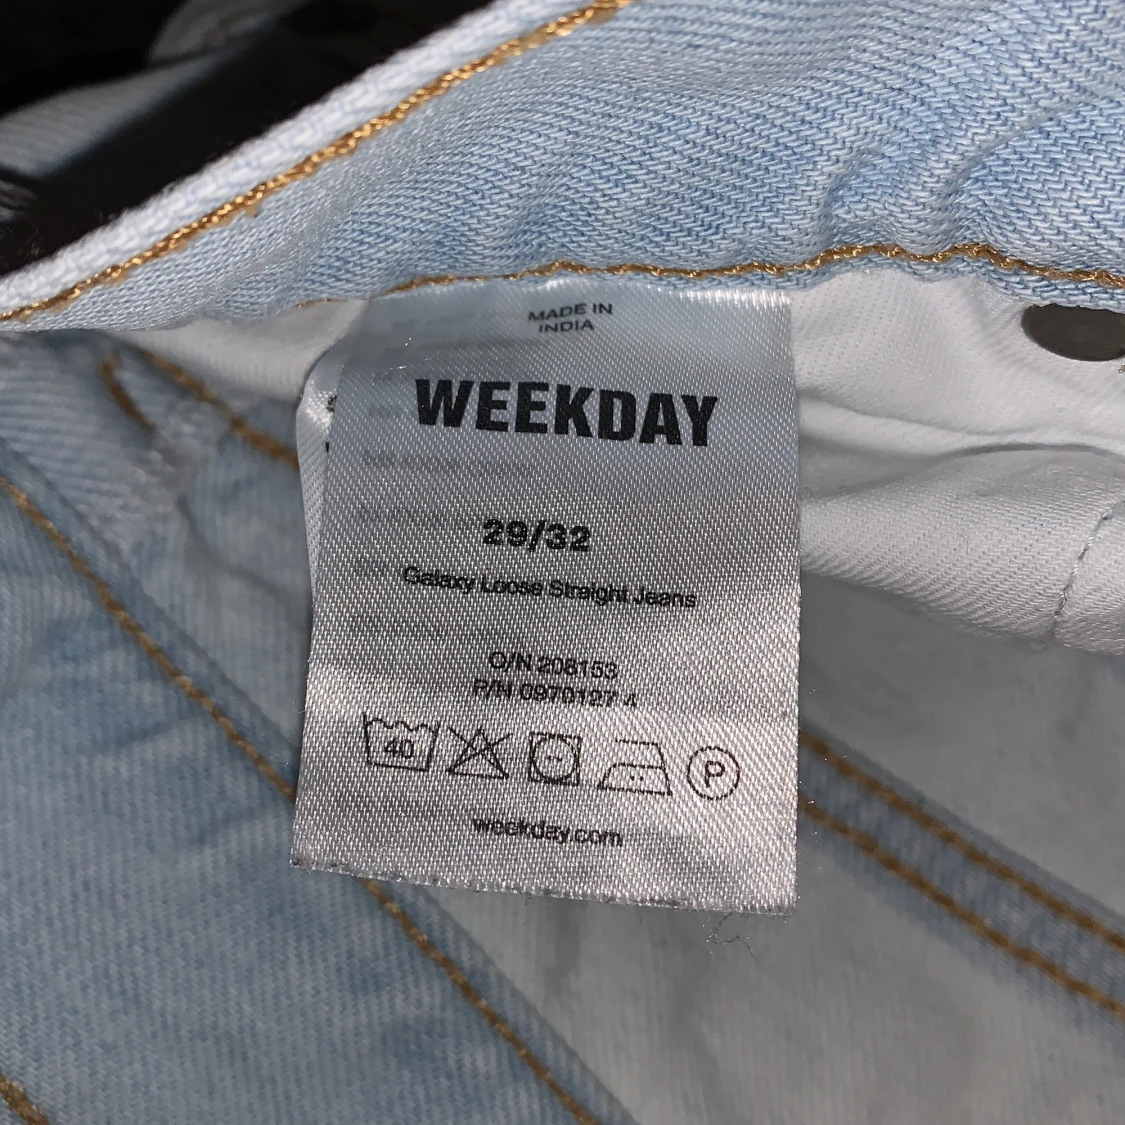 MADE IN
INDIA
WEEKDAY
29/32
Galaxy Loose Straight Jeans
O/N 208153
P/N 0970127 4
40
P
weekday.com